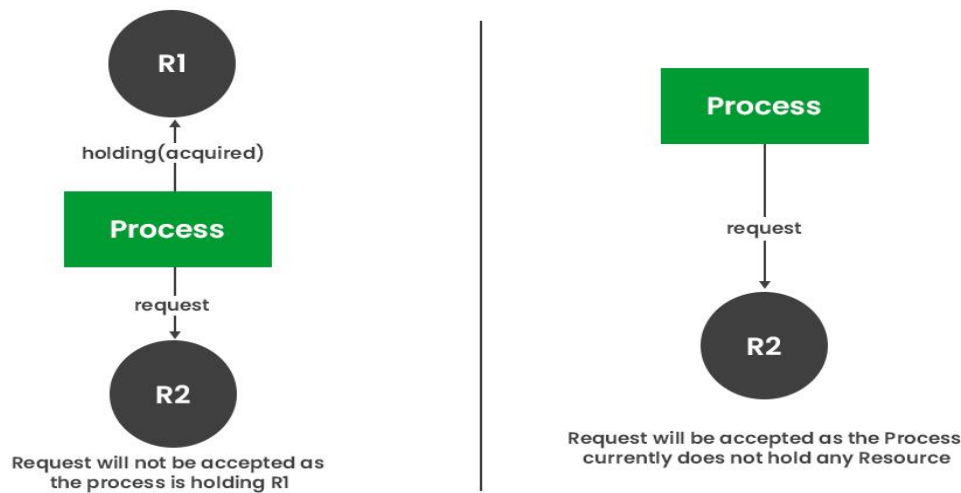 R1
holding(acquired)
Process
request
R2
Request will not be accepted as
the process is holding R1
Process
request
R2
Request will be accepted as the Process
currently does not hold any Resource